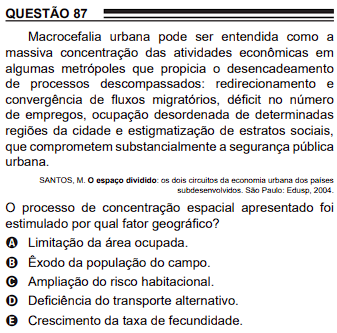 QUESTÃO 87
Macrocefalia urbana pode ser entendida como a
massiva concentração das atividades econômicas em
algumas metrópoles que propicia o desencadeamento
de processos descompassados: redirecionamento e
convergência de fluxos migratórios, déficit no número
de empregos, ocupação desordenada de determinadas
regiões da cidade e estigmatização de estratos sociais,
que comprometem substancialmente a segurança pública
urbana.
SANTOS, M. O espaço dividido: os dois circuitos da economia urbana dos países
subdesenvolvidos. São Paulo: Edusp, 2004.
O processo de concentração espacial apresentado foi
estimulado por qual fator geográfico?
A Limitação da área ocupada.
B Êxodo da população do campo.
C Ampliação do risco habitacional.
D Deficiência do transporte alternativo.
E Crescimento da taxa de fecundidade.